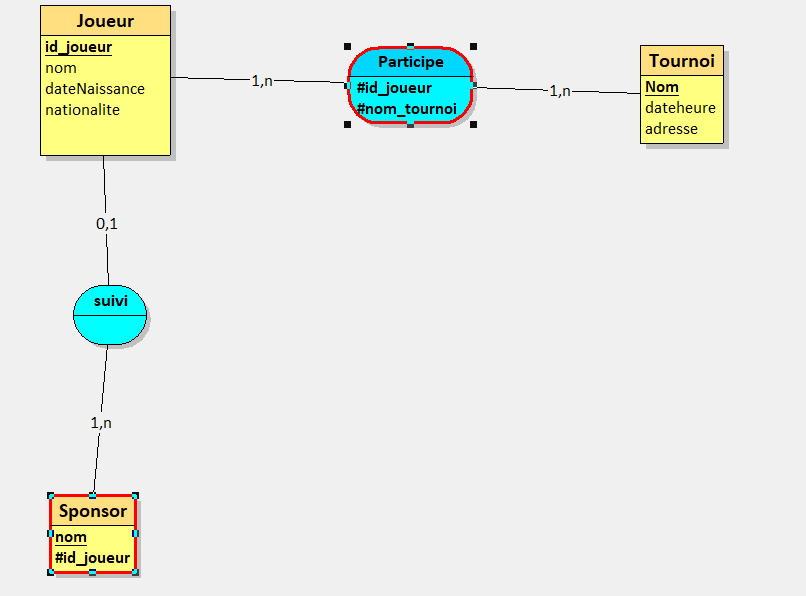 Joueur
id_joueur
nom
dateNaissance
nationalite
1,n
Participe
#id_joueur
#nom_tournoi
1,n
Tournoi
Nom
dateheure
adresse
0,1
suivi
1,n
Sponsor
nom
#id_joueur